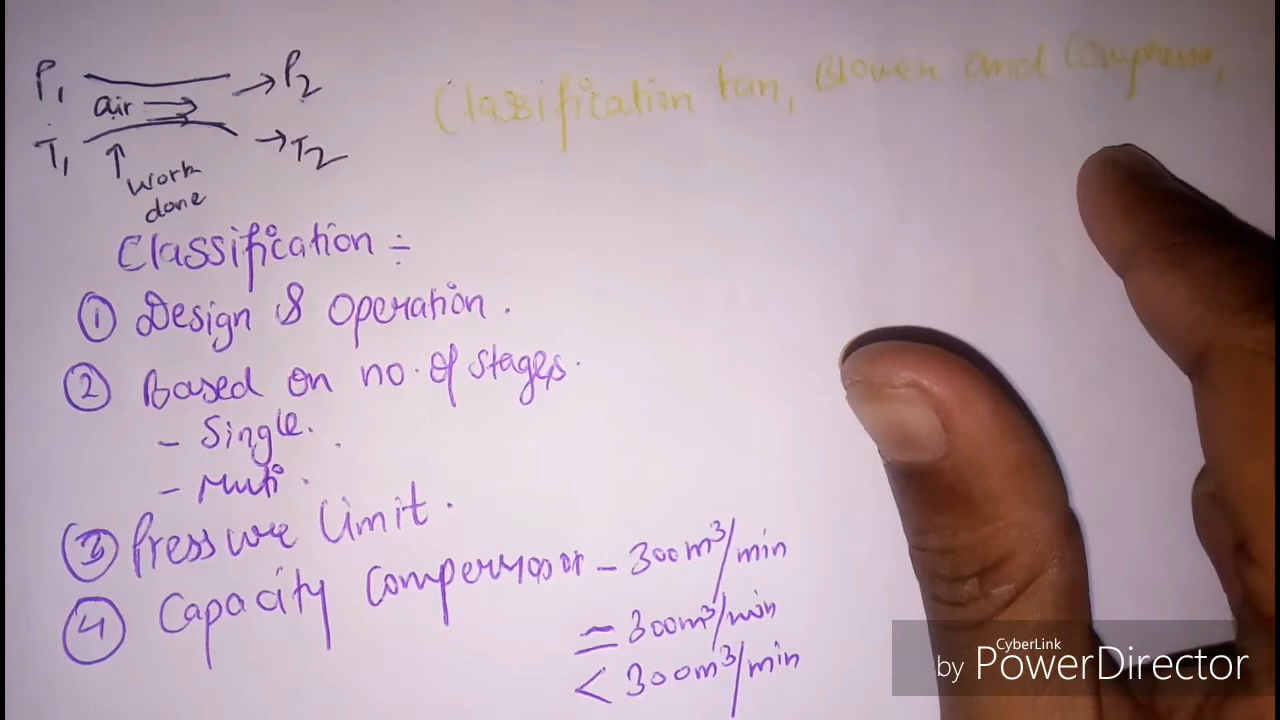 Classification Fan, Blower and Compressor,
P₁ → P₂
air
T₁ → T₂
work
done
Classification ÷
① Design & Operation.
② Based on no. of stages.
- Single.
- Multi.
③ Pressure limit.
④ Capacity Comperssor - 300m³/min
= 300m³/min
< 300m³/min
CyberLink
by PowerDirector